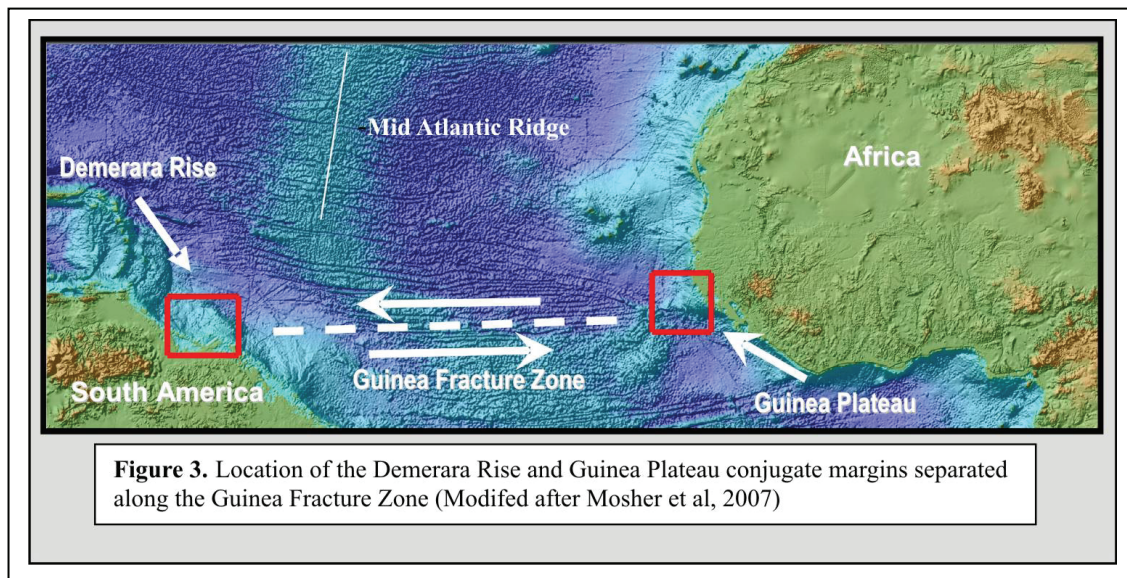 Mid Atlantic Ridge
Demerara Rise
Africa
Guinea Fracture Zone
South America
Guinea Plateau
Figure 3. Location of the Demerara Rise and Guinea Plateau conjugate margins separated
along the Guinea Fracture Zone (Modifed after Mosher et al, 2007)